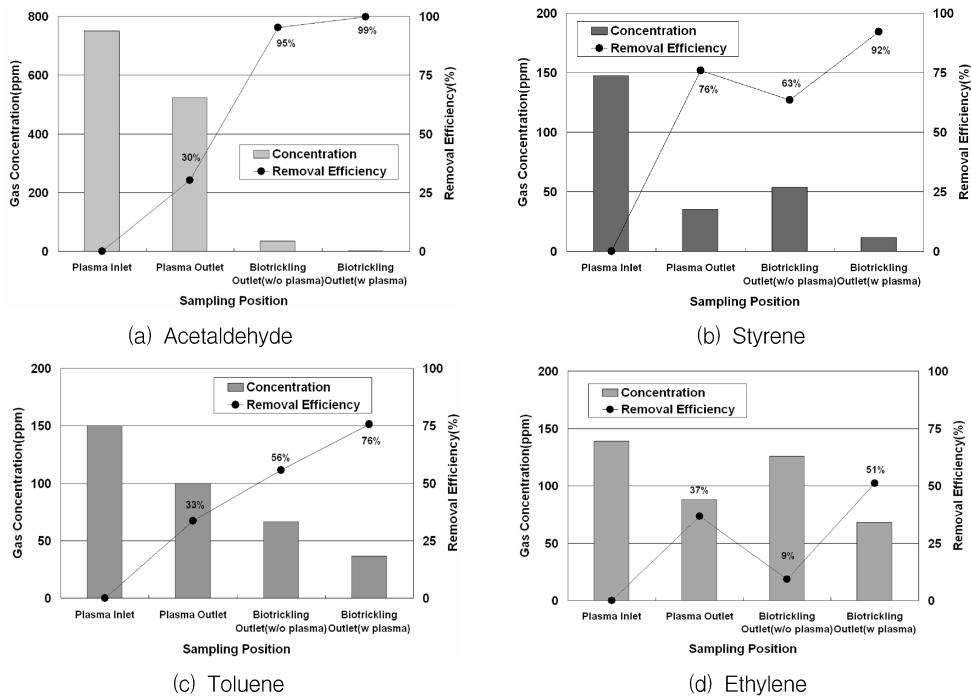 800
600
400
200
0
Gas Concentration(ppm)
100
75
50
25
0
Removal Efficiency(%)
30%
95%
99%
Concentration
Removal Efficiency
Plasma Inlet
Plasma Outlet
Biotrickling
Outlet(w/o plasma)
Biotrickling
Outlet(w plasma)
Sampling Position
(a) Acetaldehyde
200
150
100
50
0
Gas Concentration(ppm)
100
75
50
25
0
Removal Efficiency(%)
Concentration
Removal Efficiency
76%
63%
92%
Plasma Inlet
Plasma Outlet
Biotrickling
Outlet(w/o plasma)
Biotrickling
Outlet(w plasma)
Sampling Position
(b) Styrene
200
150
100
50
0
Gas Concentration(ppm)
100
75
50
25
0
Removal Efficiency(%)
Concentration
Removal Efficiency
33%
56%
76%
Plasma Inlet
Plasma Outlet
Biotrickling
Outlet(w/o plasma)
Biotrickling
Outlet(w plasma)
Sampling Position
(c) Toluene
200
150
100
50
0
Gas Concentration(ppm)
100
75
50
25
0
Removal Efficiency(%)
Concentration
Removal Efficiency
37%
9%
51%
Plasma Inlet
Plasma Outlet
Biotrickling
Outlet(w/o plasma)
Biotrickling
Outlet(w plasma)
Sampling Position
(d) Ethylene